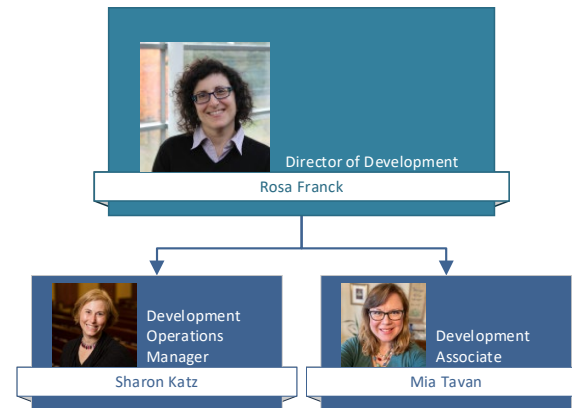 Director of Development
Rosa Franck
Development
Operations
Manager
Sharon Katz
Development
Associate
Mia Tavan